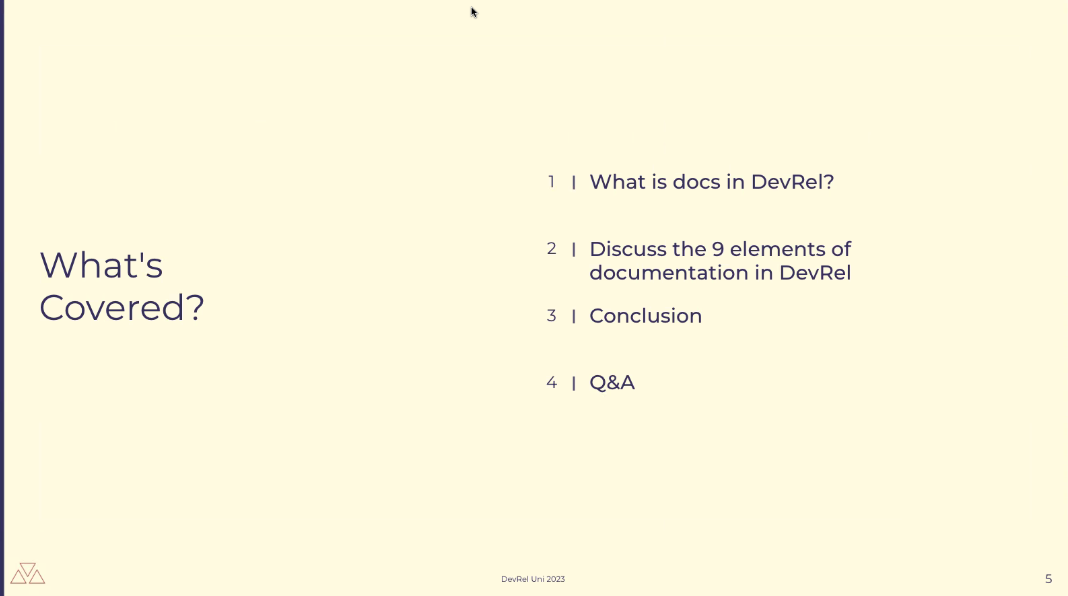 What's
Covered?
1 | What is docs in DevRel?
2 | Discuss the 9 elements of
documentation in DevRel
3 | Conclusion
4 | Q&A
DevRel Uni 2023
5